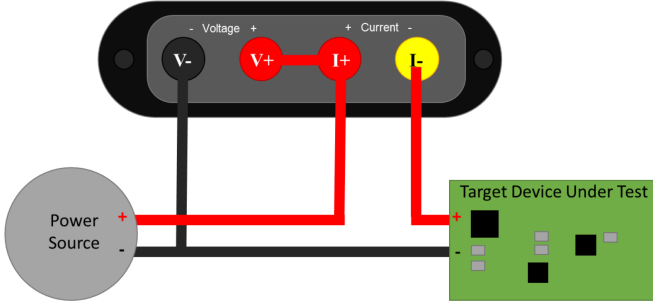 - Voltage + + Current -
V- V+ I+ I-
Target Device Under Test
Power + +
Source - -